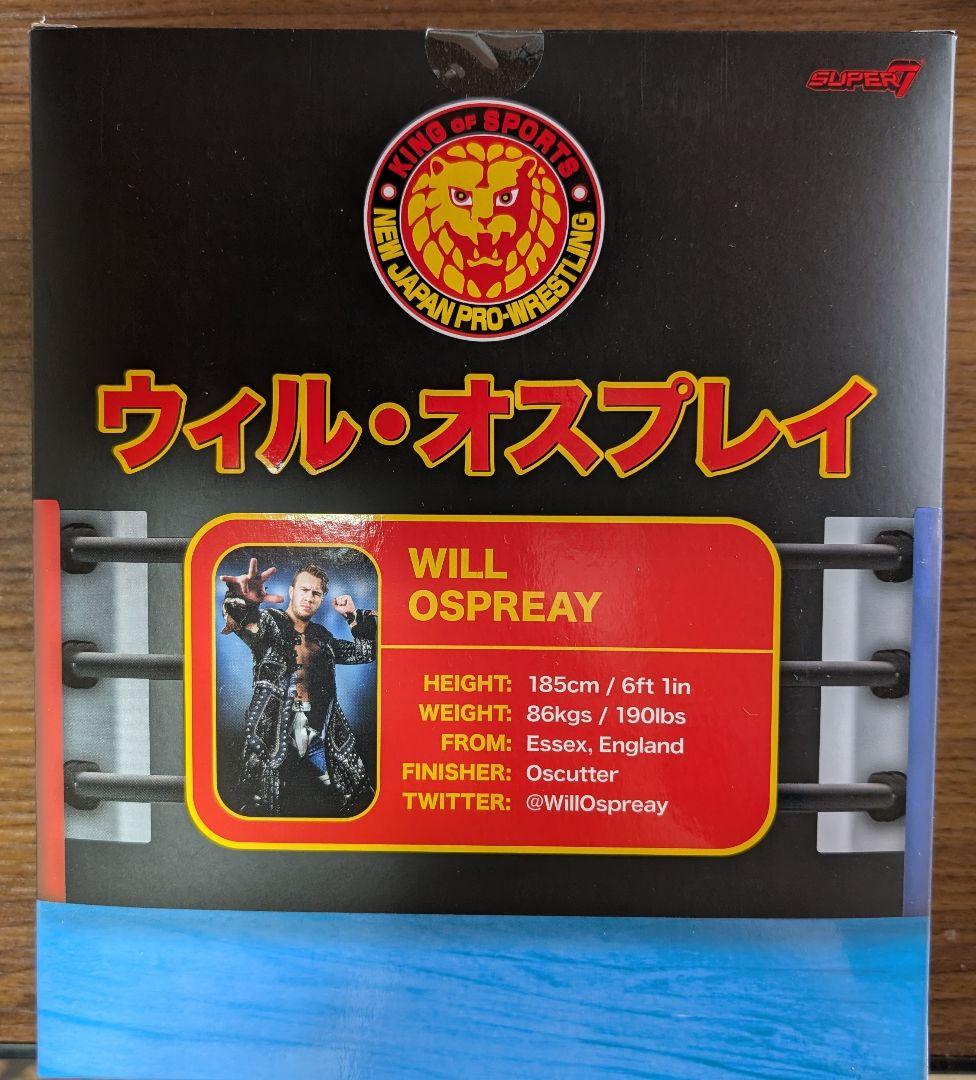 SUPER7
KING OF SPORTS
NEW JAPAN PRO-WRESTLING
ウィル・オスプレイ
WILL
OSPREAY
HEIGHT: 185cm / 6ft 1in
WEIGHT: 86kgs / 190lbs
FROM: Essex, England
FINISHER: Oscutter
TWITTER: @WillOspreay